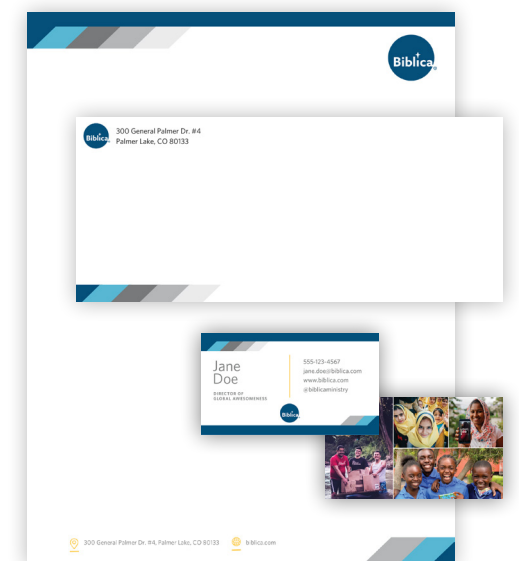 Biblica®
Biblica
300 General Palmer Dr. #4
Palmer Lake, CO 80133
Jane
Doe
DIRECTOR OF
GLOBAL AWESOMENESS
555-123-4567
jane.doe@biblica.com
www.biblica.com
@biblicaministry
Biblica
300 General Palmer Dr. #4, Palmer Lake, CO 80133 biblica.com